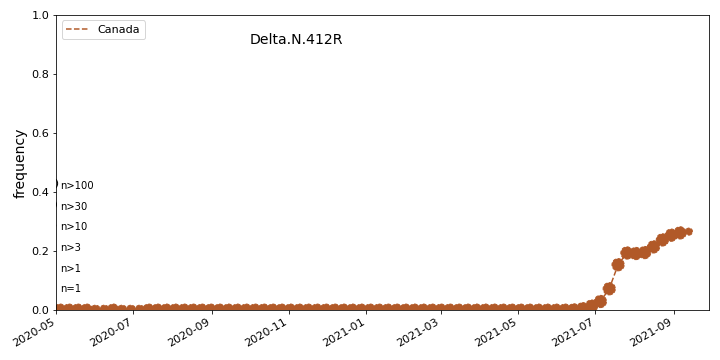 Canada
Delta.N.412R
frequency
1.0
0.8
0.6
0.4
0.2
0.0
n>100
n>30
n>10
n>3
n>1
n=1
2020-05
2020-07
2020-09
2020-11
2021-01
2021-03
2021-05
2021-07
2021-09